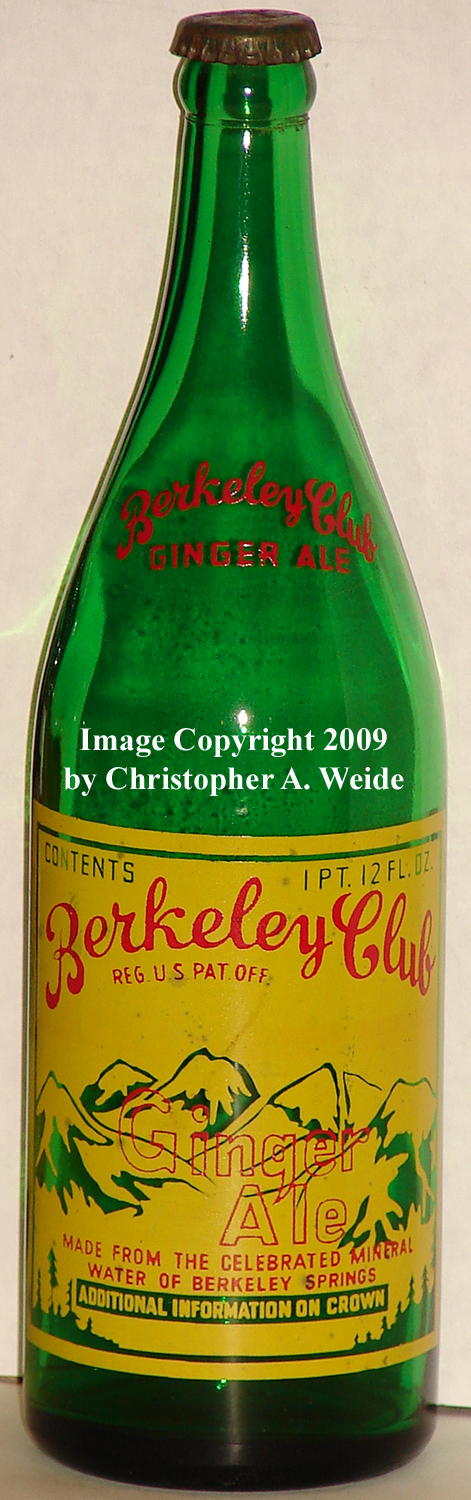 Berkeley Club
GINGER ALE
Image Copyright 2009
by Christopher A. Weide
CONTENTS 1 PT. 12 FL. OZ.
Berkeley Club
REG. U.S. PAT. OFF.
Ginger
Ale
MADE FROM THE CELEBRATED MINERAL
WATER OF BERKELEY SPRINGS
ADDITIONAL INFORMATION ON CROWN